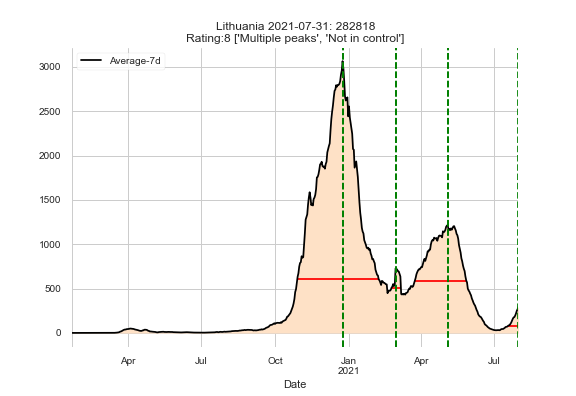 Lithuania 2021-07-31: 282818
Rating:8 ['Multiple peaks', 'Not in control']
Average-7d
3000
2500
2000
1500
1000
500
0
Apr Jul Oct Jan Apr Jul
2021
Date